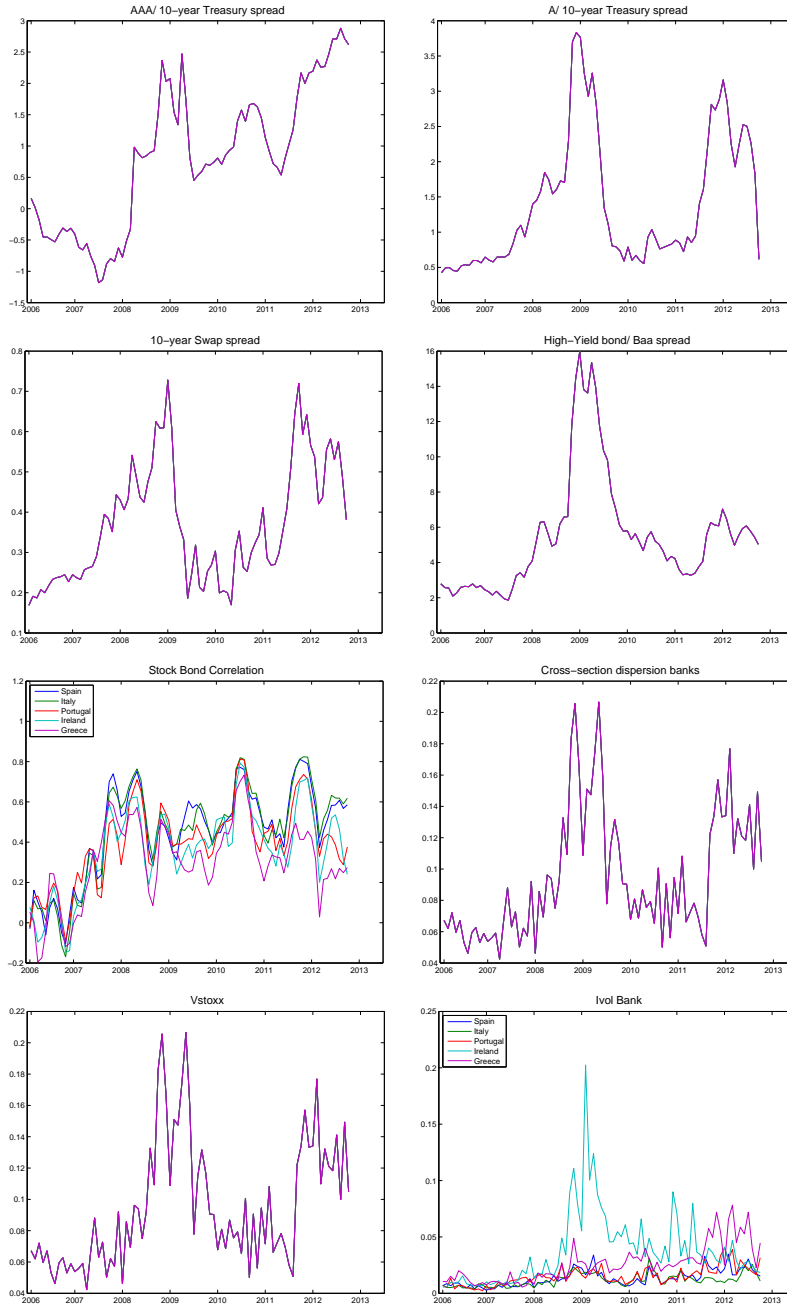 AAA/ 10−year Treasury spread
3
2.5
2
1.5
1
0.5
0
−0.5
−1
−1.5
2006 2007 2008 2009 2010 2011 2012 2013
A/ 10−year Treasury spread
4
3.5
3
2.5
2
1.5
1
0.5
0
2006 2007 2008 2009 2010 2011 2012 2013
10−year Swap spread
0.8
0.7
0.6
0.5
0.4
0.3
0.2
0.1
2006 2007 2008 2009 2010 2011 2012 2013
High−Yield bond/ Baa spread
16
14
12
10
8
6
4
2
0
2006 2007 2008 2009 2010 2011 2012 2013
Stock Bond Correlation
1.2
1
0.8
0.6
0.4
0.2
0
−0.2
Spain
Italy
Portugal
Ireland
Greece
2006 2007 2008 2009 2010 2011 2012 2013
Cross−section dispersion banks
0.22
0.2
0.18
0.16
0.14
0.12
0.1
0.08
0.06
0.04
2006 2007 2008 2009 2010 2011 2012 2013
Vstoxx
0.22
0.2
0.18
0.16
0.14
0.12
0.1
0.08
0.06
0.04
2006 2007 2008 2009 2010 2011 2012 2013
Ivol Bank
0.25
0.2
0.15
0.1
0.05
0
Spain
Italy
Portugal
Ireland
Greece
2006 2007 2008 2009 2010 2011 2012 2013